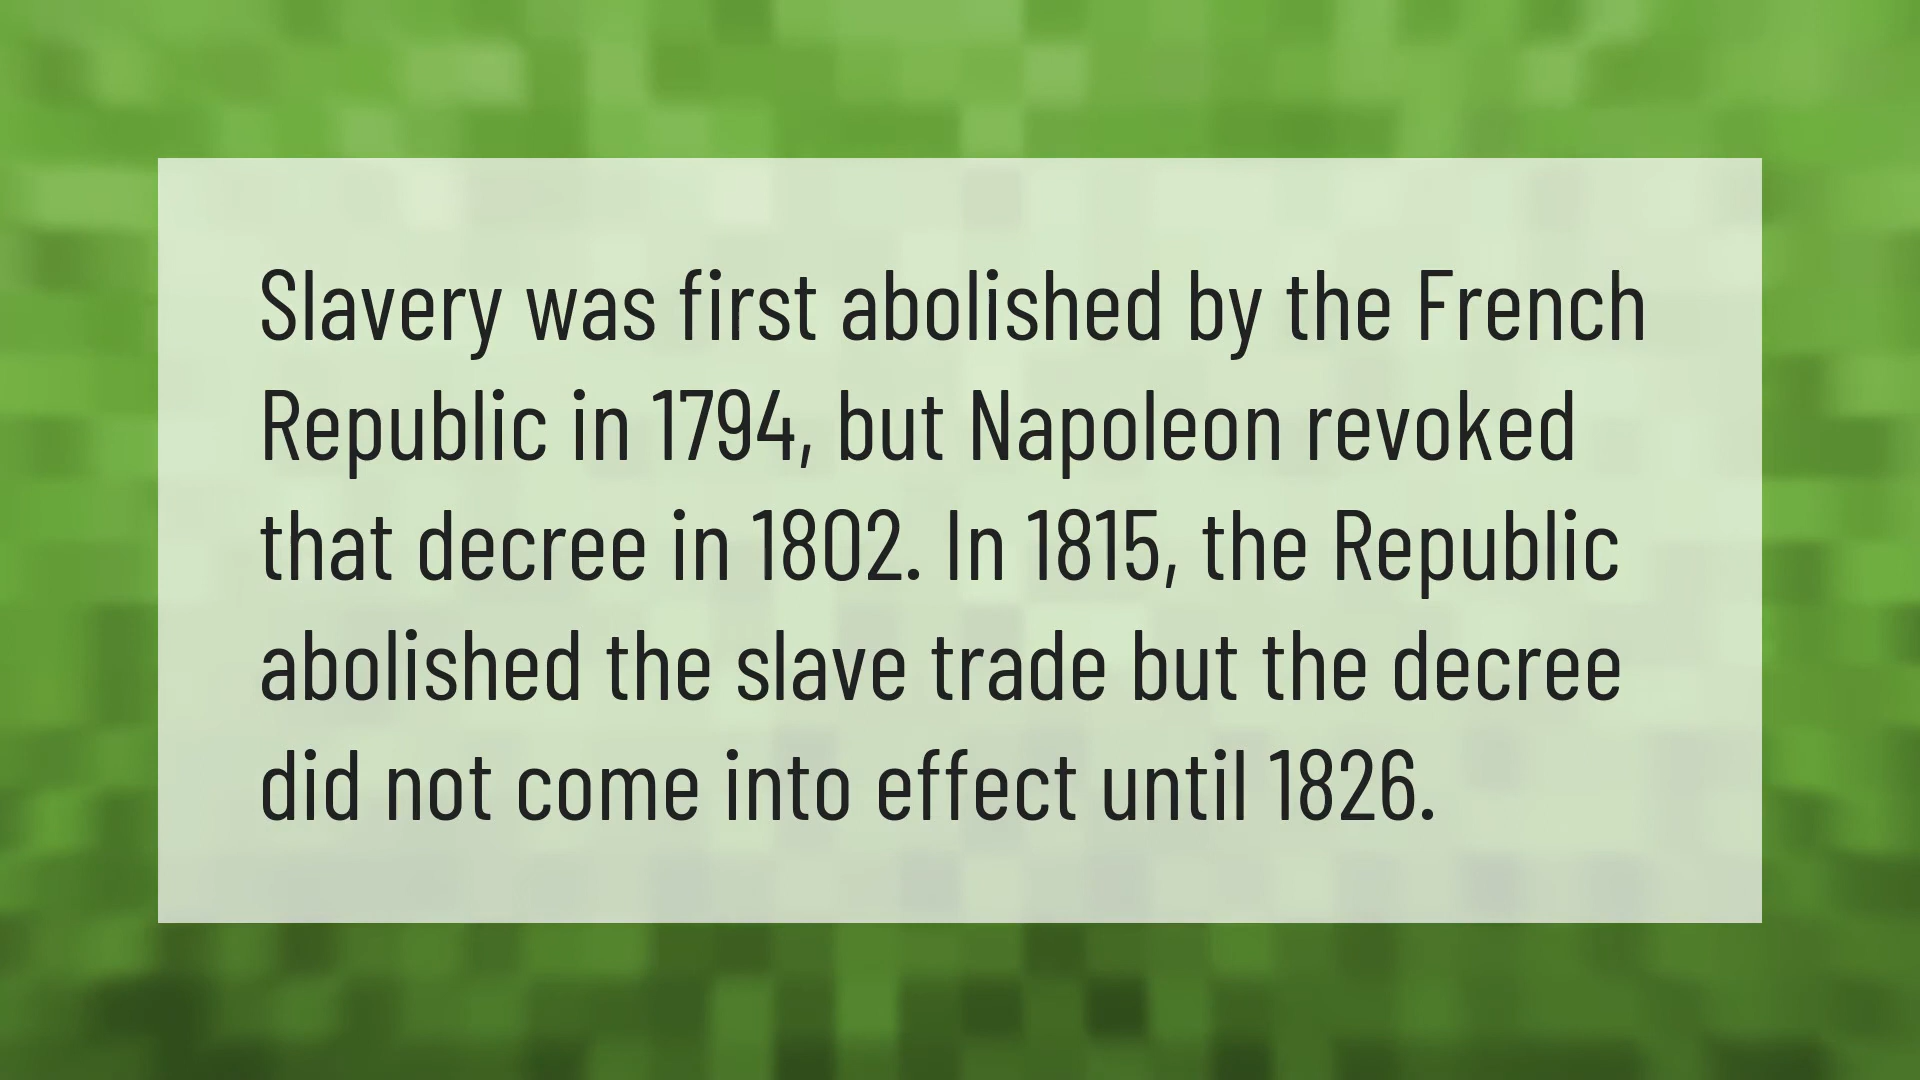 Slavery was first abolished by the French
Republic in 1794, but Napoleon revoked
that decree in 1802. In 1815, the Republic
abolished the slave trade but the decree
did not come into effect until 1826.